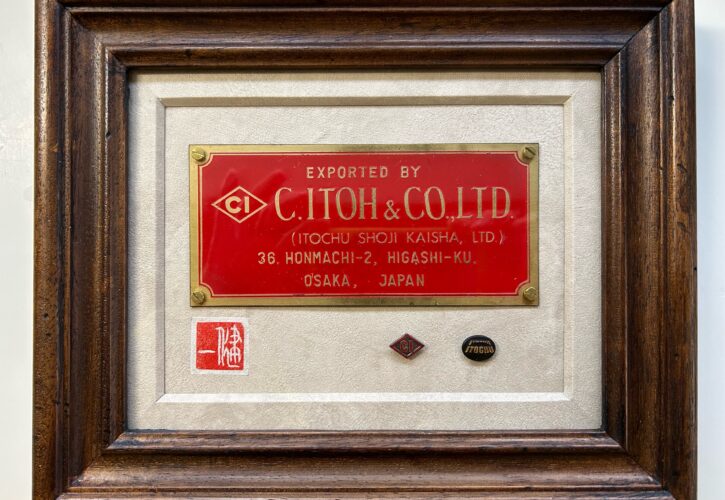 EXPORTED BY
CI C. ITOH & CO., LTD.
(ITOCHU SHOJI KAISHA, LTD.)
36. HONMACHI-2, HIGASHI-KU,
OSAKA, JAPAN
CI
ITOCHU